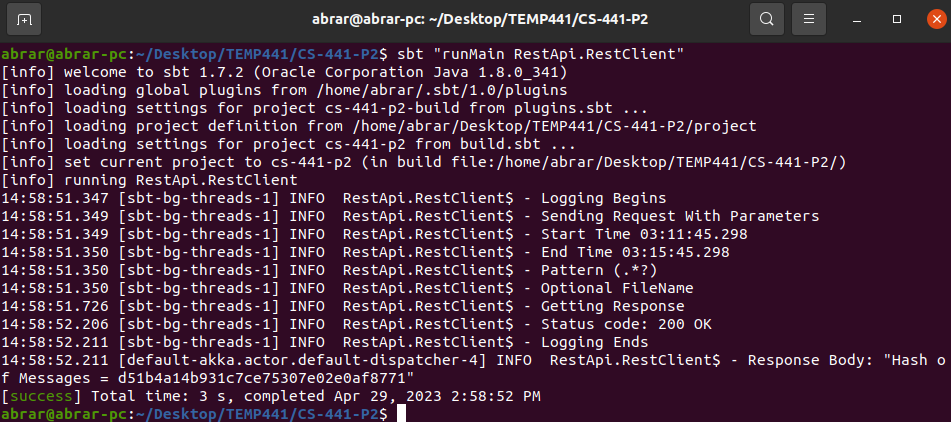 abrar@abrar-pc: ~/Desktop/TEMP441/CS-441-P2
abrar@abrar-pc:~/Desktop/TEMP441/CS-441-P2$ sbt "runMain RestApi.RestClient"
[info] welcome to sbt 1.7.2 (Oracle Corporation Java 1.8.0_341)
[info] loading global plugins from /home/abrar/.sbt/1.0/plugins
[info] loading settings for project cs-441-p2-build from plugins.sbt ...
[info] loading project definition from /home/abrar/Desktop/TEMP441/CS-441-P2/project
[info] loading settings for project cs-441-p2 from build.sbt ...
[info] set current project to cs-441-p2 (in build file:/home/abrar/Desktop/TEMP441/CS-441-P2/)
[info] running RestApi.RestClient
14:58:51.347 [sbt-bg-threads-1] INFO  RestApi.RestClient$ - Logging Begins
14:58:51.349 [sbt-bg-threads-1] INFO  RestApi.RestClient$ - Sending Request With Parameters
14:58:51.349 [sbt-bg-threads-1] INFO  RestApi.RestClient$ - Start Time 03:11:45.298
14:58:51.350 [sbt-bg-threads-1] INFO  RestApi.RestClient$ - End Time 03:15:45.298
14:58:51.350 [sbt-bg-threads-1] INFO  RestApi.RestClient$ - Pattern (.*?)
14:58:51.350 [sbt-bg-threads-1] INFO  RestApi.RestClient$ - Optional FileName
14:58:51.726 [sbt-bg-threads-1] INFO  RestApi.RestClient$ - Getting Response
14:58:52.206 [sbt-bg-threads-1] INFO  RestApi.RestClient$ - Status code: 200 OK
14:58:52.211 [sbt-bg-threads-1] INFO  RestApi.RestClient$ - Logging Ends
14:58:52.211 [default-akka.actor.default-dispatcher-4] INFO  RestApi.RestClient$ - Response Body: "Hash o
f Messages = d51b4a14b931c7ce75307e02e0af8771"
[success] Total time: 3 s, completed Apr 29, 2023 2:58:52 PM
abrar@abrar-pc:~/Desktop/TEMP441/CS-441-P2$